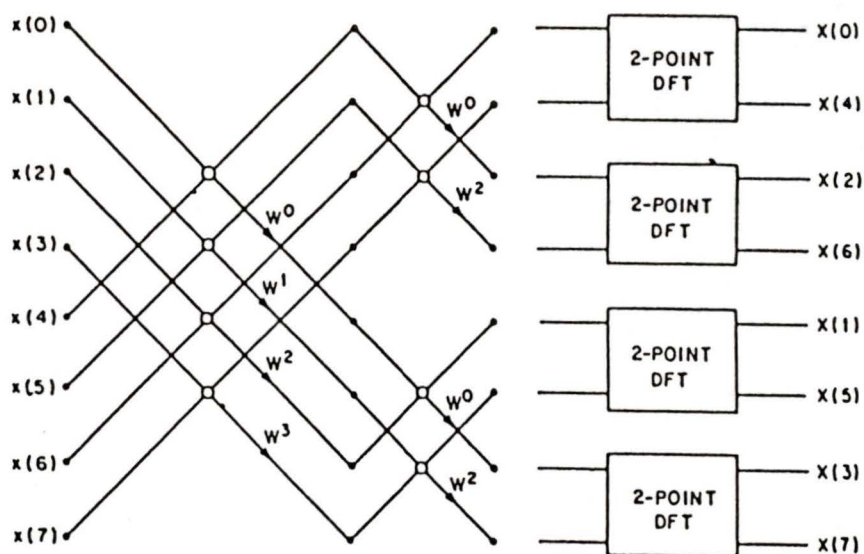 x(0)
x(1)
x(2)
x(3)
x(4)
x(5)
x(6)
x(7)
W⁰
W¹
W²
W³
W⁰
W²
W⁰
W²
2-POINT
DFT
2-POINT
DFT
2-POINT
DFT
2-POINT
DFT
X(0)
X(4)
X(2)
X(6)
X(1)
X(5)
X(3)
X(7)